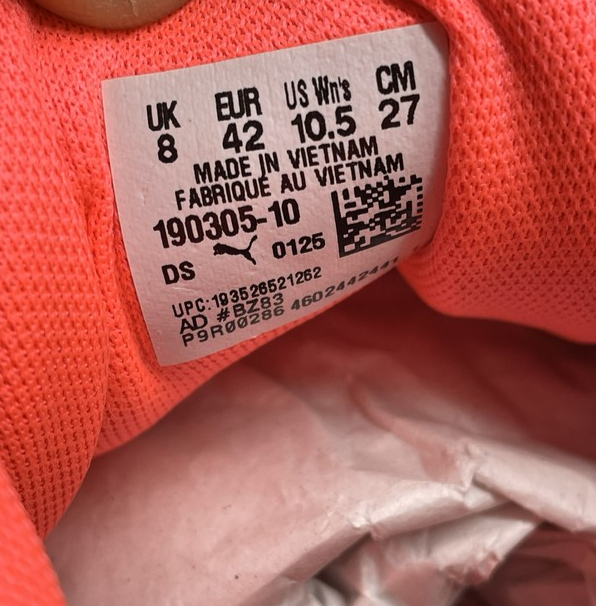 UK EUR US Wn's CM
8 42 10.5 27
MADE IN VIETNAM
FABRIQUÉ AU VIETNAM
190305-10
DS 0125
UPC:193526521262
AD #BZ83
P9R00286 4602442441